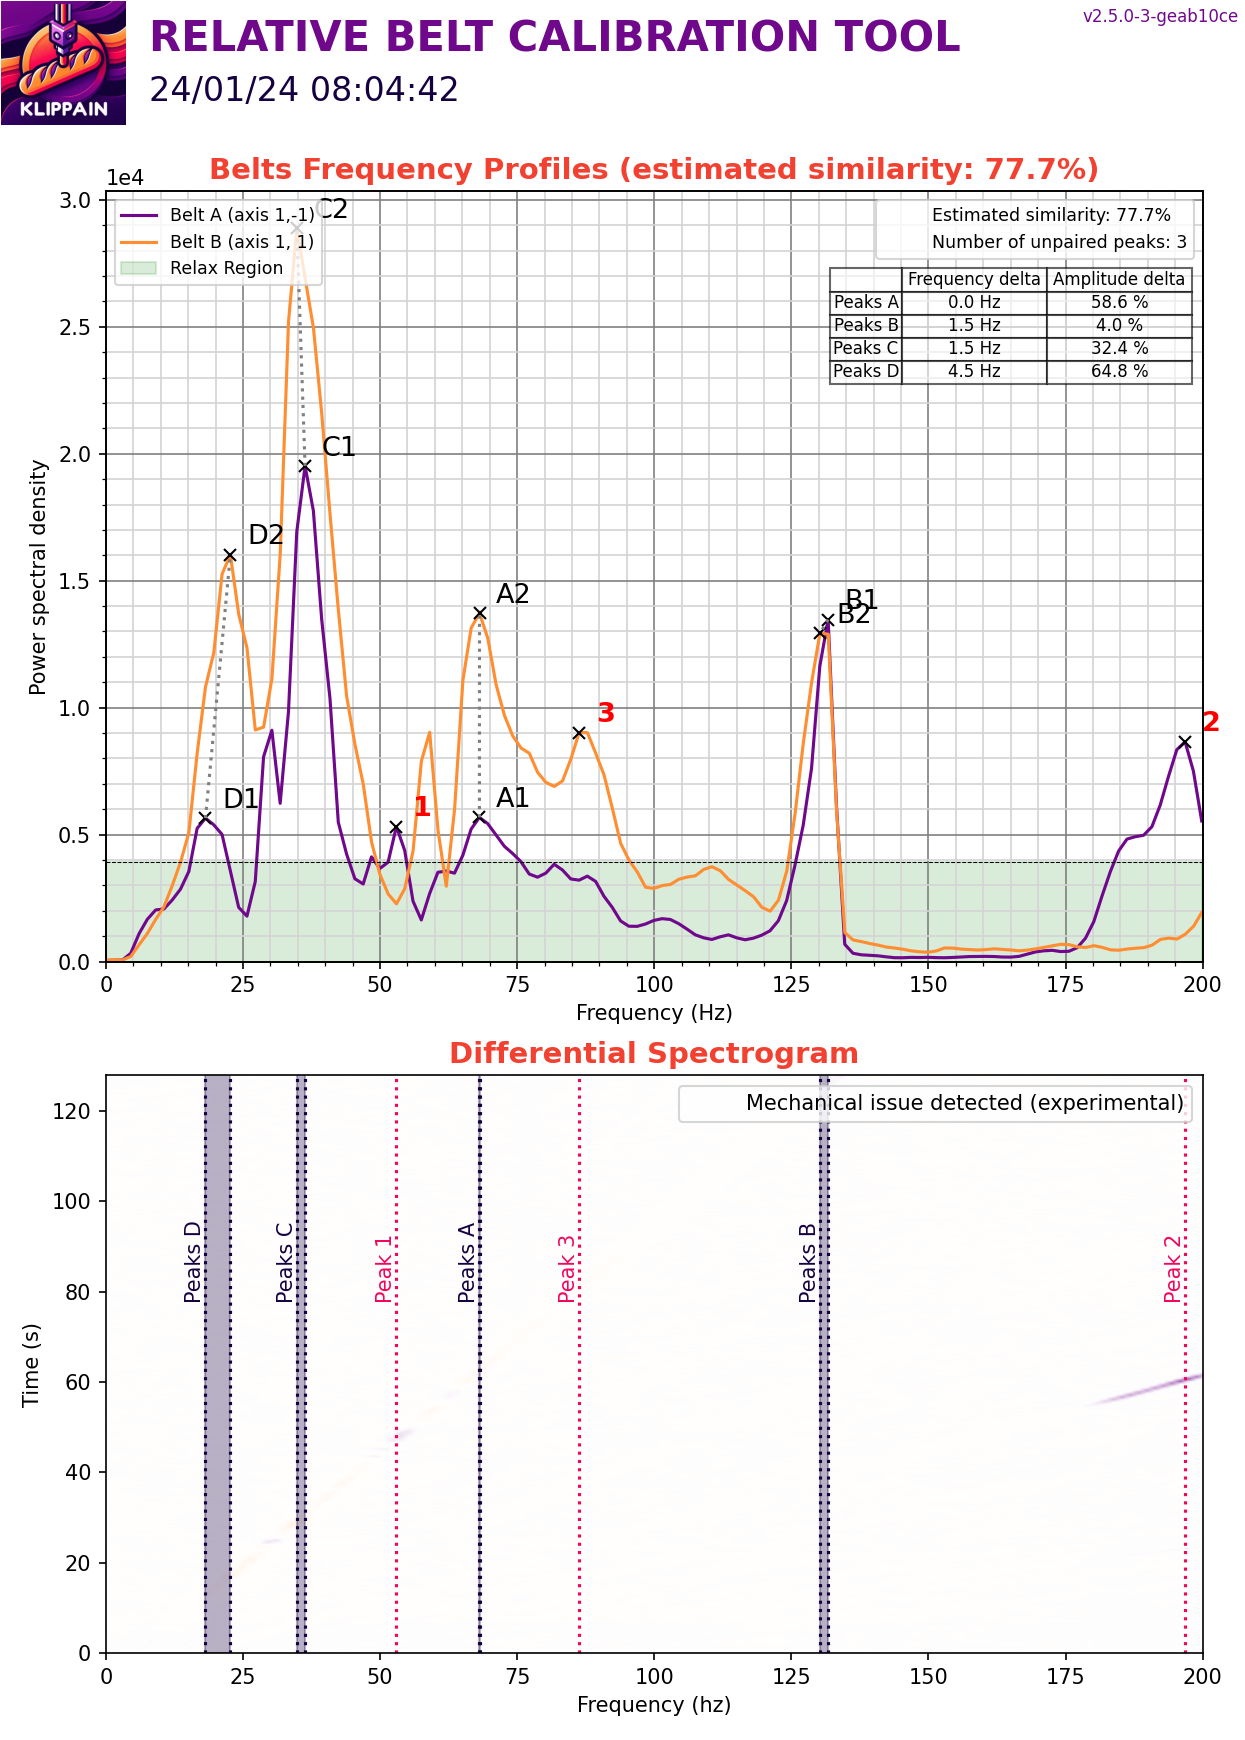 v2.5.0-3-geab10ce
RELATIVE BELT CALIBRATION TOOL
24/01/24 08:04:42
KLIPPAIN
Belts Frequency Profiles (estimated similarity: 77.7%)
1e4
Belt A (axis 1,-1)
Belt B (axis 1, 1)
Relax Region
Estimated similarity: 77.7%
Number of unpaired peaks: 3
Frequency delta Amplitude delta
Peaks A 0.0 Hz 58.6 %
Peaks B 1.5 Hz 4.0 %
Peaks C 1.5 Hz 32.4 %
Peaks D 4.5 Hz 64.8 %
C2
C1
D2
A2
B1
B2
3
2
D1
A1
1
Power spectral density
3.0
2.5
2.0
1.5
1.0
0.5
0.0
0 25 50 75 100 125 150 175 200
Frequency (Hz)
Differential Spectrogram
Mechanical issue detected (experimental)
Peaks D
Peaks C
Peak 1
Peaks A
Peak 3
Peaks B
Peak 2
Time (s)
120
100
80
60
40
20
0
0 25 50 75 100 125 150 175 200
Frequency (hz)